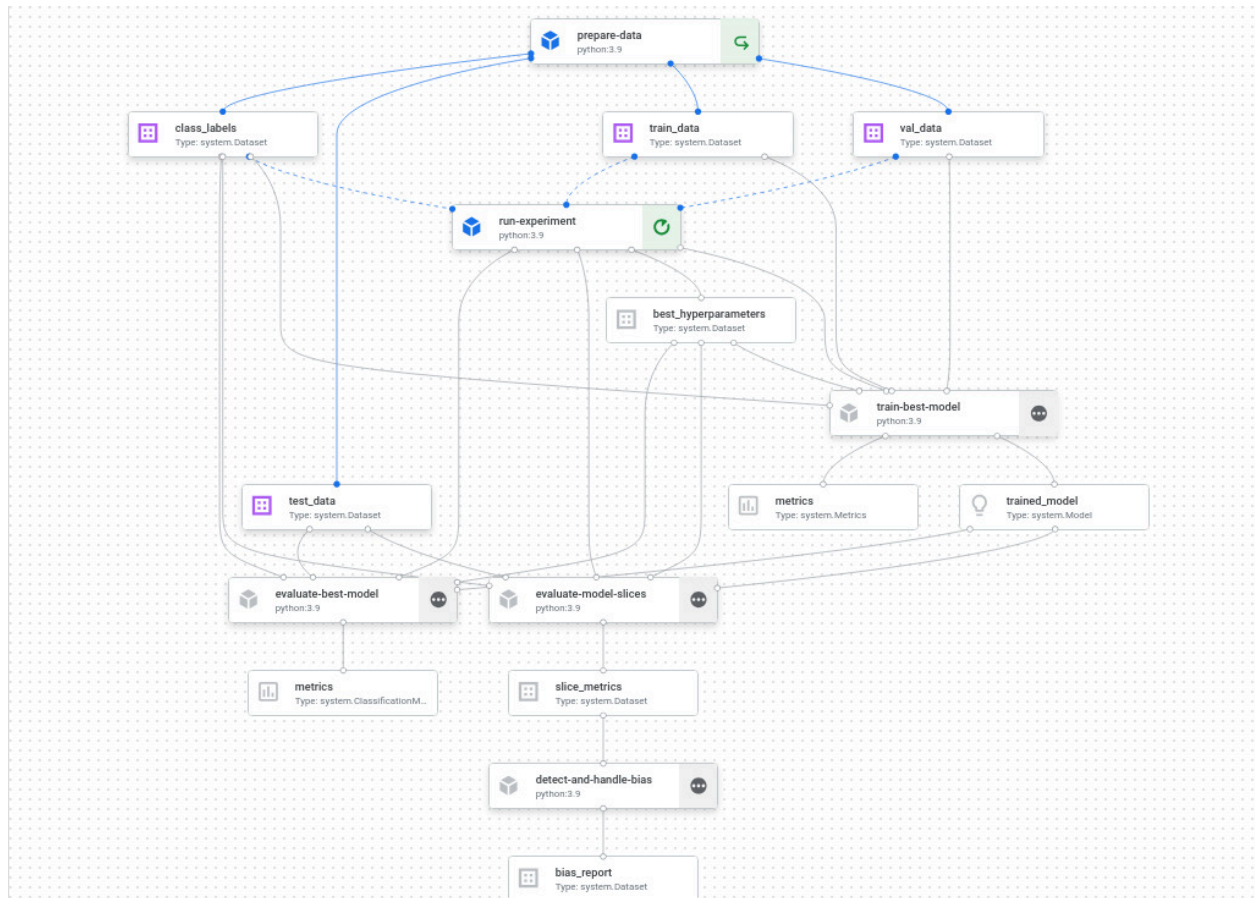 prepare-data
python:3.9
class_labels
Type: system.Dataset
train_data
Type: system.Dataset
val_data
Type: system.Dataset
run-experiment
python:3.9
best_hyperparameters
Type: system.Dataset
train-best-model
python:3.9
test_data
Type: system.Dataset
metrics
Type: system.Metrics
trained_model
Type: system.Model
evaluate-best-model
python:3.9
evaluate-model-slices
python:3.9
metrics
Type: system.ClassificationM...
slice_metrics
Type: system.Dataset
detect-and-handle-bias
python:3.9
bias_report
Type: system.Dataset